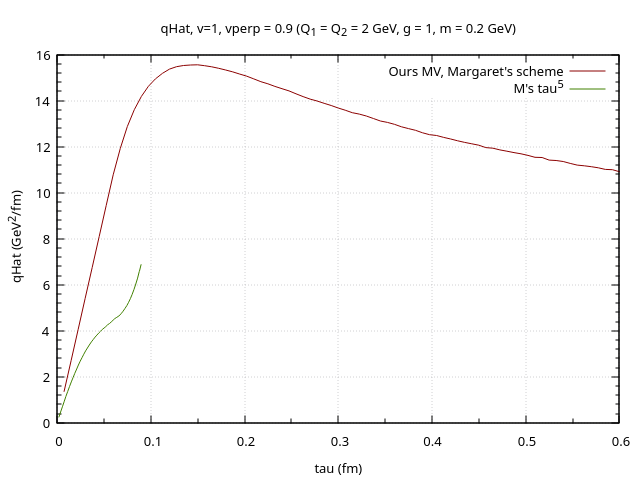 qHat, v=1, vperp = 0.9 (Q₁ = Q₂ = 2 GeV, g = 1, m = 0.2 GeV)
Ours MV, Margaret's scheme
M's tau⁵
qHat (GeV²/fm)
16
14
12
10
8
6
4
2
0
0 0.1 0.2 0.3 0.4 0.5 0.6
tau (fm)